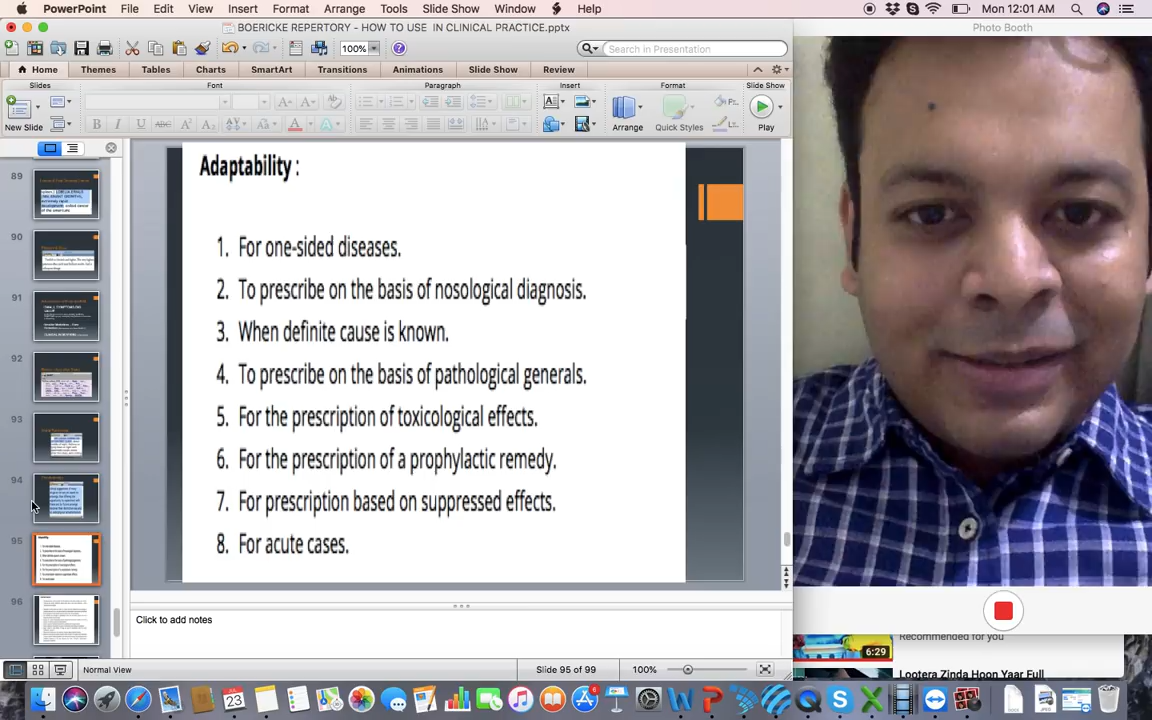 PowerPoint File Edit View Insert Format Arrange Tools Slide Show Window Help Mon 12:01 AM
BOERICKE REPERTORY - HOW TO USE IN CLINICAL PRACTICE.pptx
Photo Booth
100% Search in Presentation
Home Themes Tables Charts SmartArt Transitions Animations Slide Show Review
Slides Font Paragraph Insert Format Slide Show
New Slide Arrange Quick Styles Play
Adaptability :
1. For one-sided diseases.
2. To prescribe on the basis of nosological diagnosis.
3. When definite cause is known.
4. To prescribe on the basis of pathological generals.
5. For the prescription of toxicological effects.
6. For the prescription of a prophylactic remedy.
7. For prescription based on suppressed effects.
8. For acute cases.
89
90
91
92
93
94
95
96
Click to add notes
Normal View Slide 95 of 99 100%
Recommended for you
6:29
Lootera Zinda Hoon Yaar Full